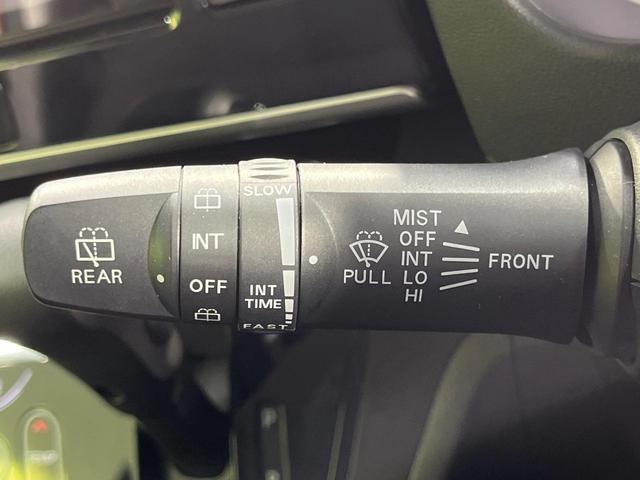 REAR
INT
OFF
SLOW
INT
TIME
FAST
PULL
MIST
OFF
INT
LO
HI
FRONT
P